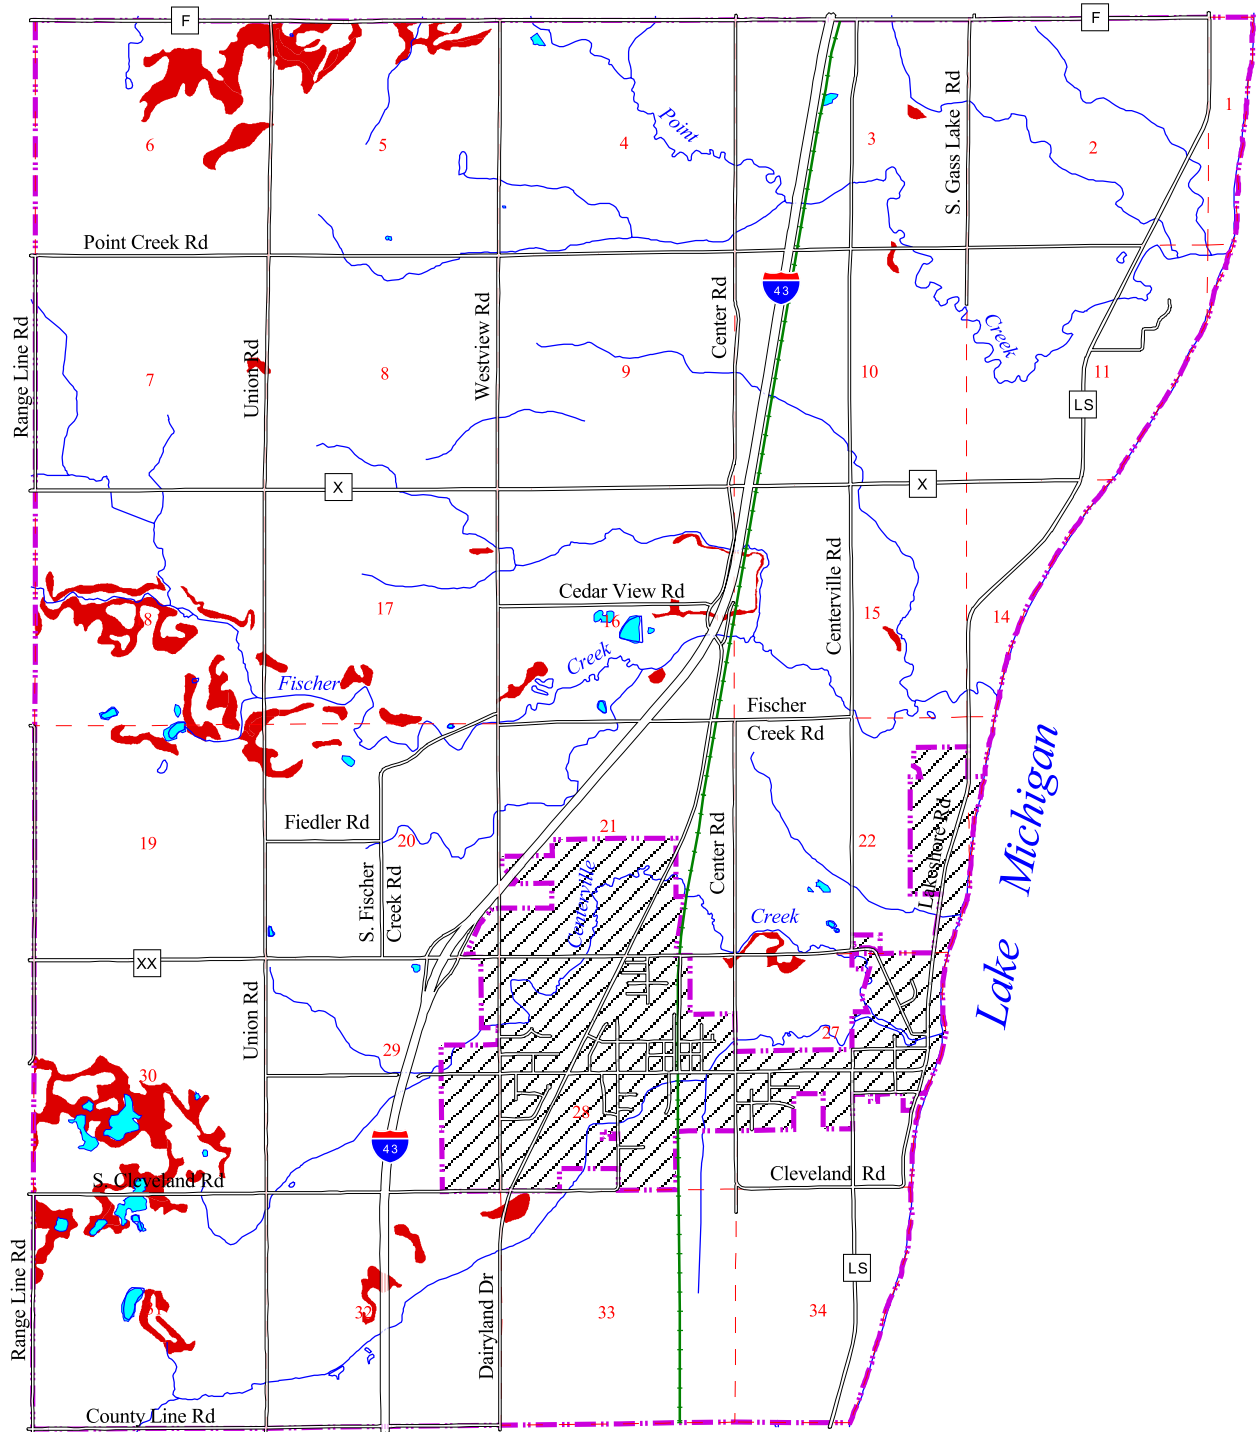 F
F
1
6
5
4
Point
3
S. Gass Lake Rd
2
Point Creek Rd
Range Line Rd
Union Rd
Westview Rd
Center Rd
43
Creek
7
8
9
10
11
LS
X
X
17
Cedar View Rd
16
Centerville Rd
15
14
8
Creek
Fischer
Fischer
Creek Rd
Lake Michigan
19
Fiedler Rd
20
21
22
S. Fischer
Creek Rd
Centerville
Center Rd
Lakeshore Rd
Creek
XX
Union Rd
29
27
30
28
43
S. Cleveland Rd
Cleveland Rd
Range Line Rd
31
32
Dairyland Dr
33
34
LS
County Line Rd